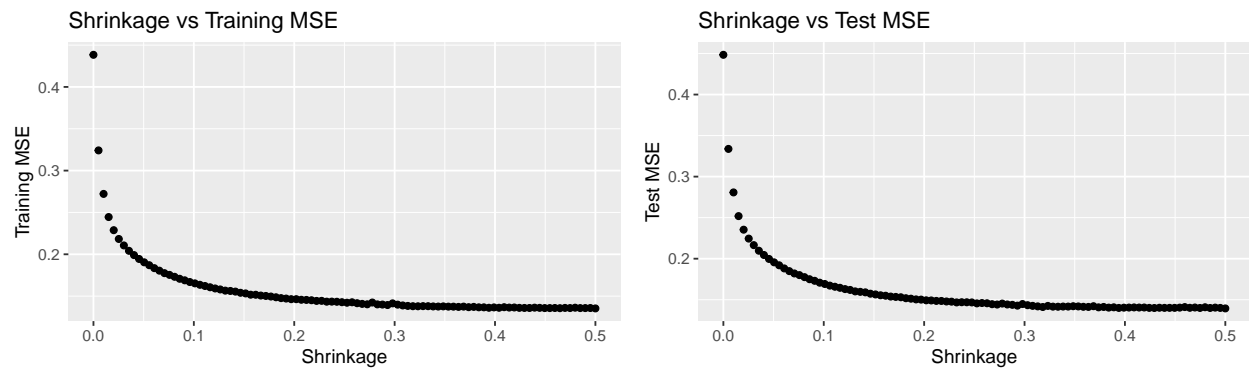 Shrinkage vs Training MSE
Training MSE
0.4
0.3
0.2
0.0 0.1 0.2 0.3 0.4 0.5
Shrinkage
Shrinkage vs Test MSE
Test MSE
0.4
0.3
0.2
0.0 0.1 0.2 0.3 0.4 0.5
Shrinkage